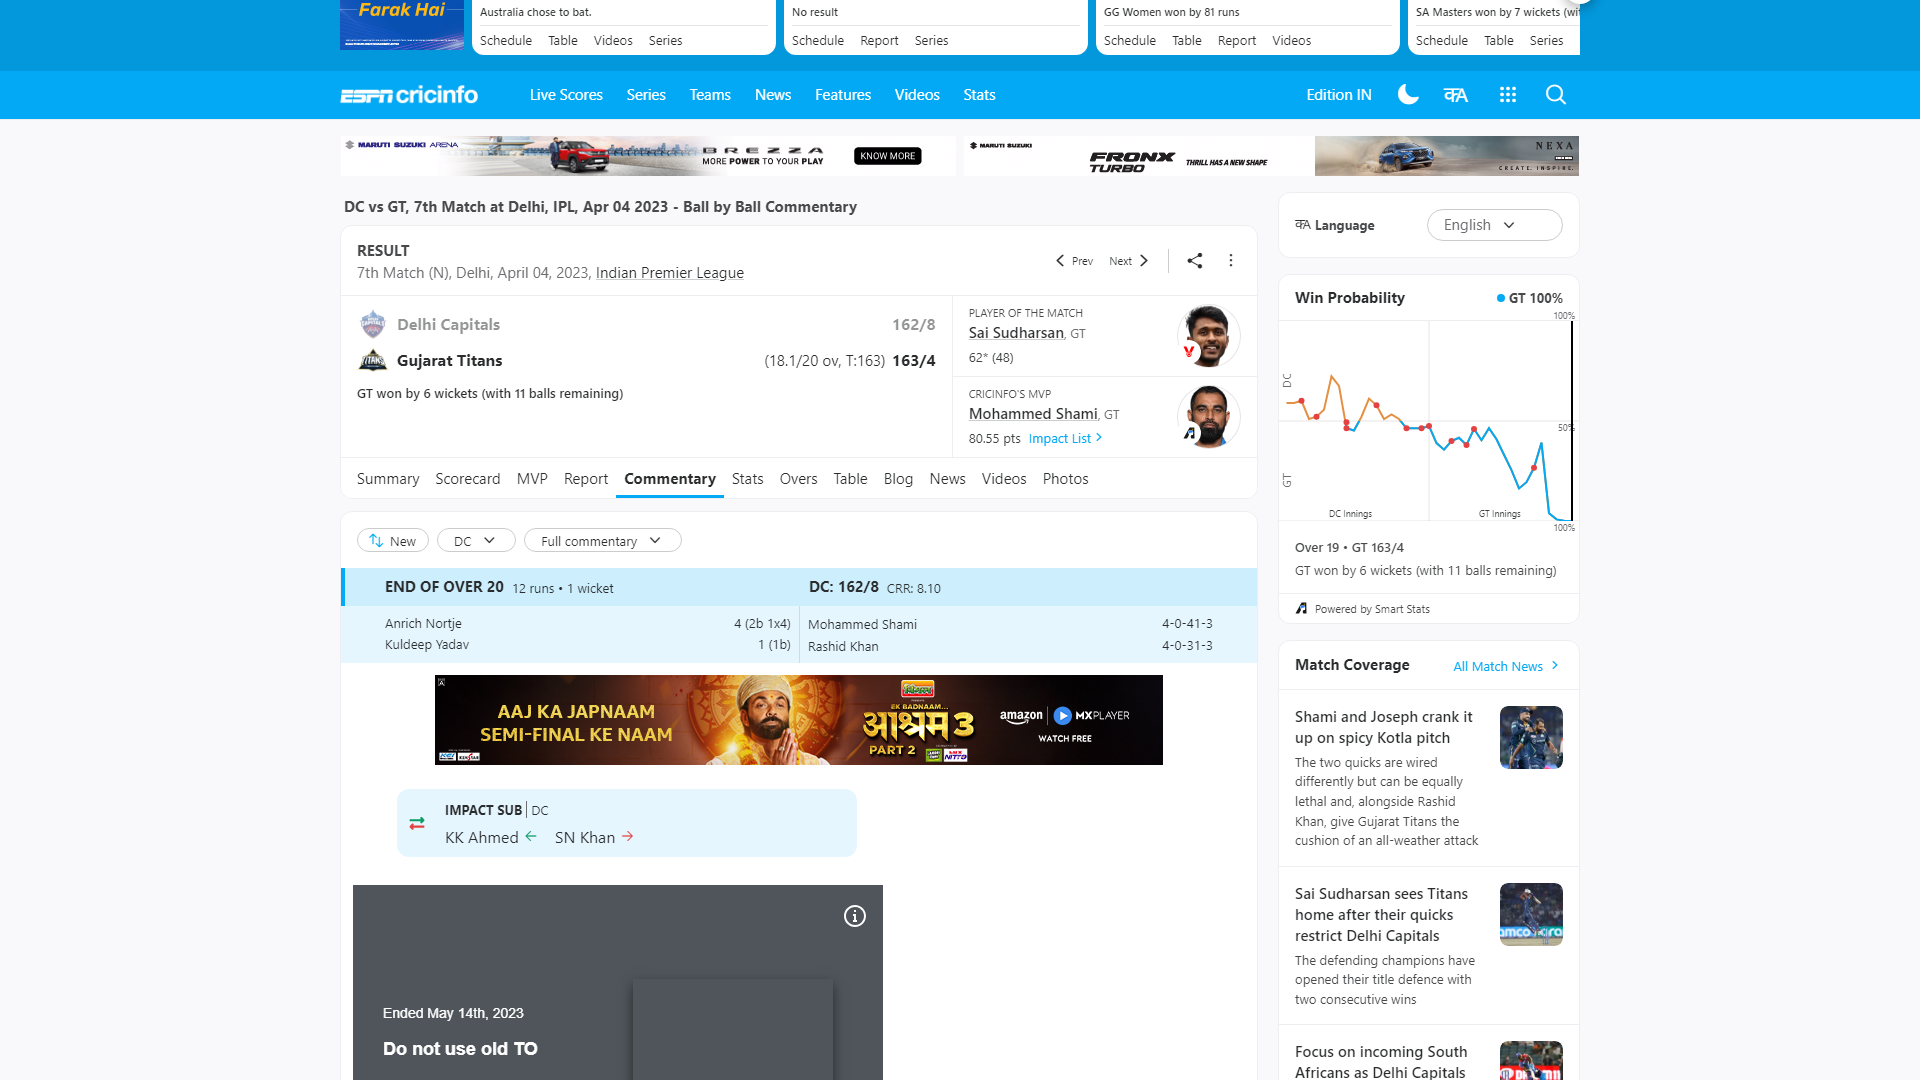 Farak Hai
Australia chose to bat.
Schedule Table Videos Series
No result
Schedule Report Series
GG Women won by 81 runs
Schedule Table Report Videos
SA Masters won by 7 wickets (wi
Schedule Table Series
ESPN cricinfo
Live Scores Series Teams News Features Videos Stats
Edition IN
क A
MARUTI SUZUKI ARENA
BREZZA
MORE POWER TO YOUR PLAY
KNOW MORE
MARUTI SUZUKI
FRONX
TURBO
THRILL HAS A NEW SHAPE
NEXA
CREATE. INSPIRE.
DC vs GT, 7th Match at Delhi, IPL, Apr 04 2023 - Ball by Ball Commentary
RESULT
7th Match (N), Delhi, April 04, 2023, Indian Premier League
Prev Next
Delhi Capitals 162/8
Gujarat Titans (18.1/20 ov, T:163) 163/4
GT won by 6 wickets (with 11 balls remaining)
PLAYER OF THE MATCH
Sai Sudharsan, GT
62* (48)
CRICINFO'S MVP
Mohammed Shami, GT
80.55 pts Impact List
Summary Scorecard MVP Report Commentary Stats Overs Table Blog News Videos Photos
New DC Full commentary
END OF OVER 20 12 runs • 1 wicket DC: 162/8 CRR: 8.10
Anrich Nortje 4 (2b 1x4)
Kuldeep Yadav 1 (1b)
Mohammed Shami 4-0-41-3
Rashid Khan 4-0-31-3
AAJ KA JAPNAAM
SEMI-FINAL KE NAAM
EK BADNAAM...
आश्रम 3
PART 2
amazon MXPLAYER
WATCH FREE
IMPACT SUB DC
KK Ahmed SN Khan
Ended May 14th, 2023
Do not use old TO
क A Language English
Win Probability GT 100%
100%
DC
50%
GT
DC Innings GT Innings
100%
Over 19 • GT 163/4
GT won by 6 wickets (with 11 balls remaining)
Powered by Smart Stats
Match Coverage All Match News
Shami and Joseph crank it
up on spicy Kotla pitch
The two quicks are wired
differently but can be equally
lethal and, alongside Rashid
Khan, give Gujarat Titans the
cushion of an all-weather attack
Sai Sudharsan sees Titans
home after their quicks
restrict Delhi Capitals
The defending champions have
opened their title defence with
two consecutive wins
Focus on incoming South
Africans as Delhi Capitals